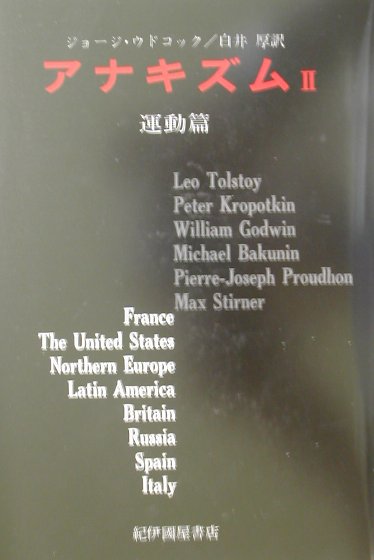 ジョージ・ウドコック／白井 厚訳
アナキズムⅡ
運動篇
Leo Tolstoy
Peter Kropotkin
William Godwin
Michael Bakunin
Pierre-Joseph Proudhon
Max Stirner
France
The United States
Northern Europe
Latin America
Britain
Russia
Spain
Italy
紀伊國屋書店